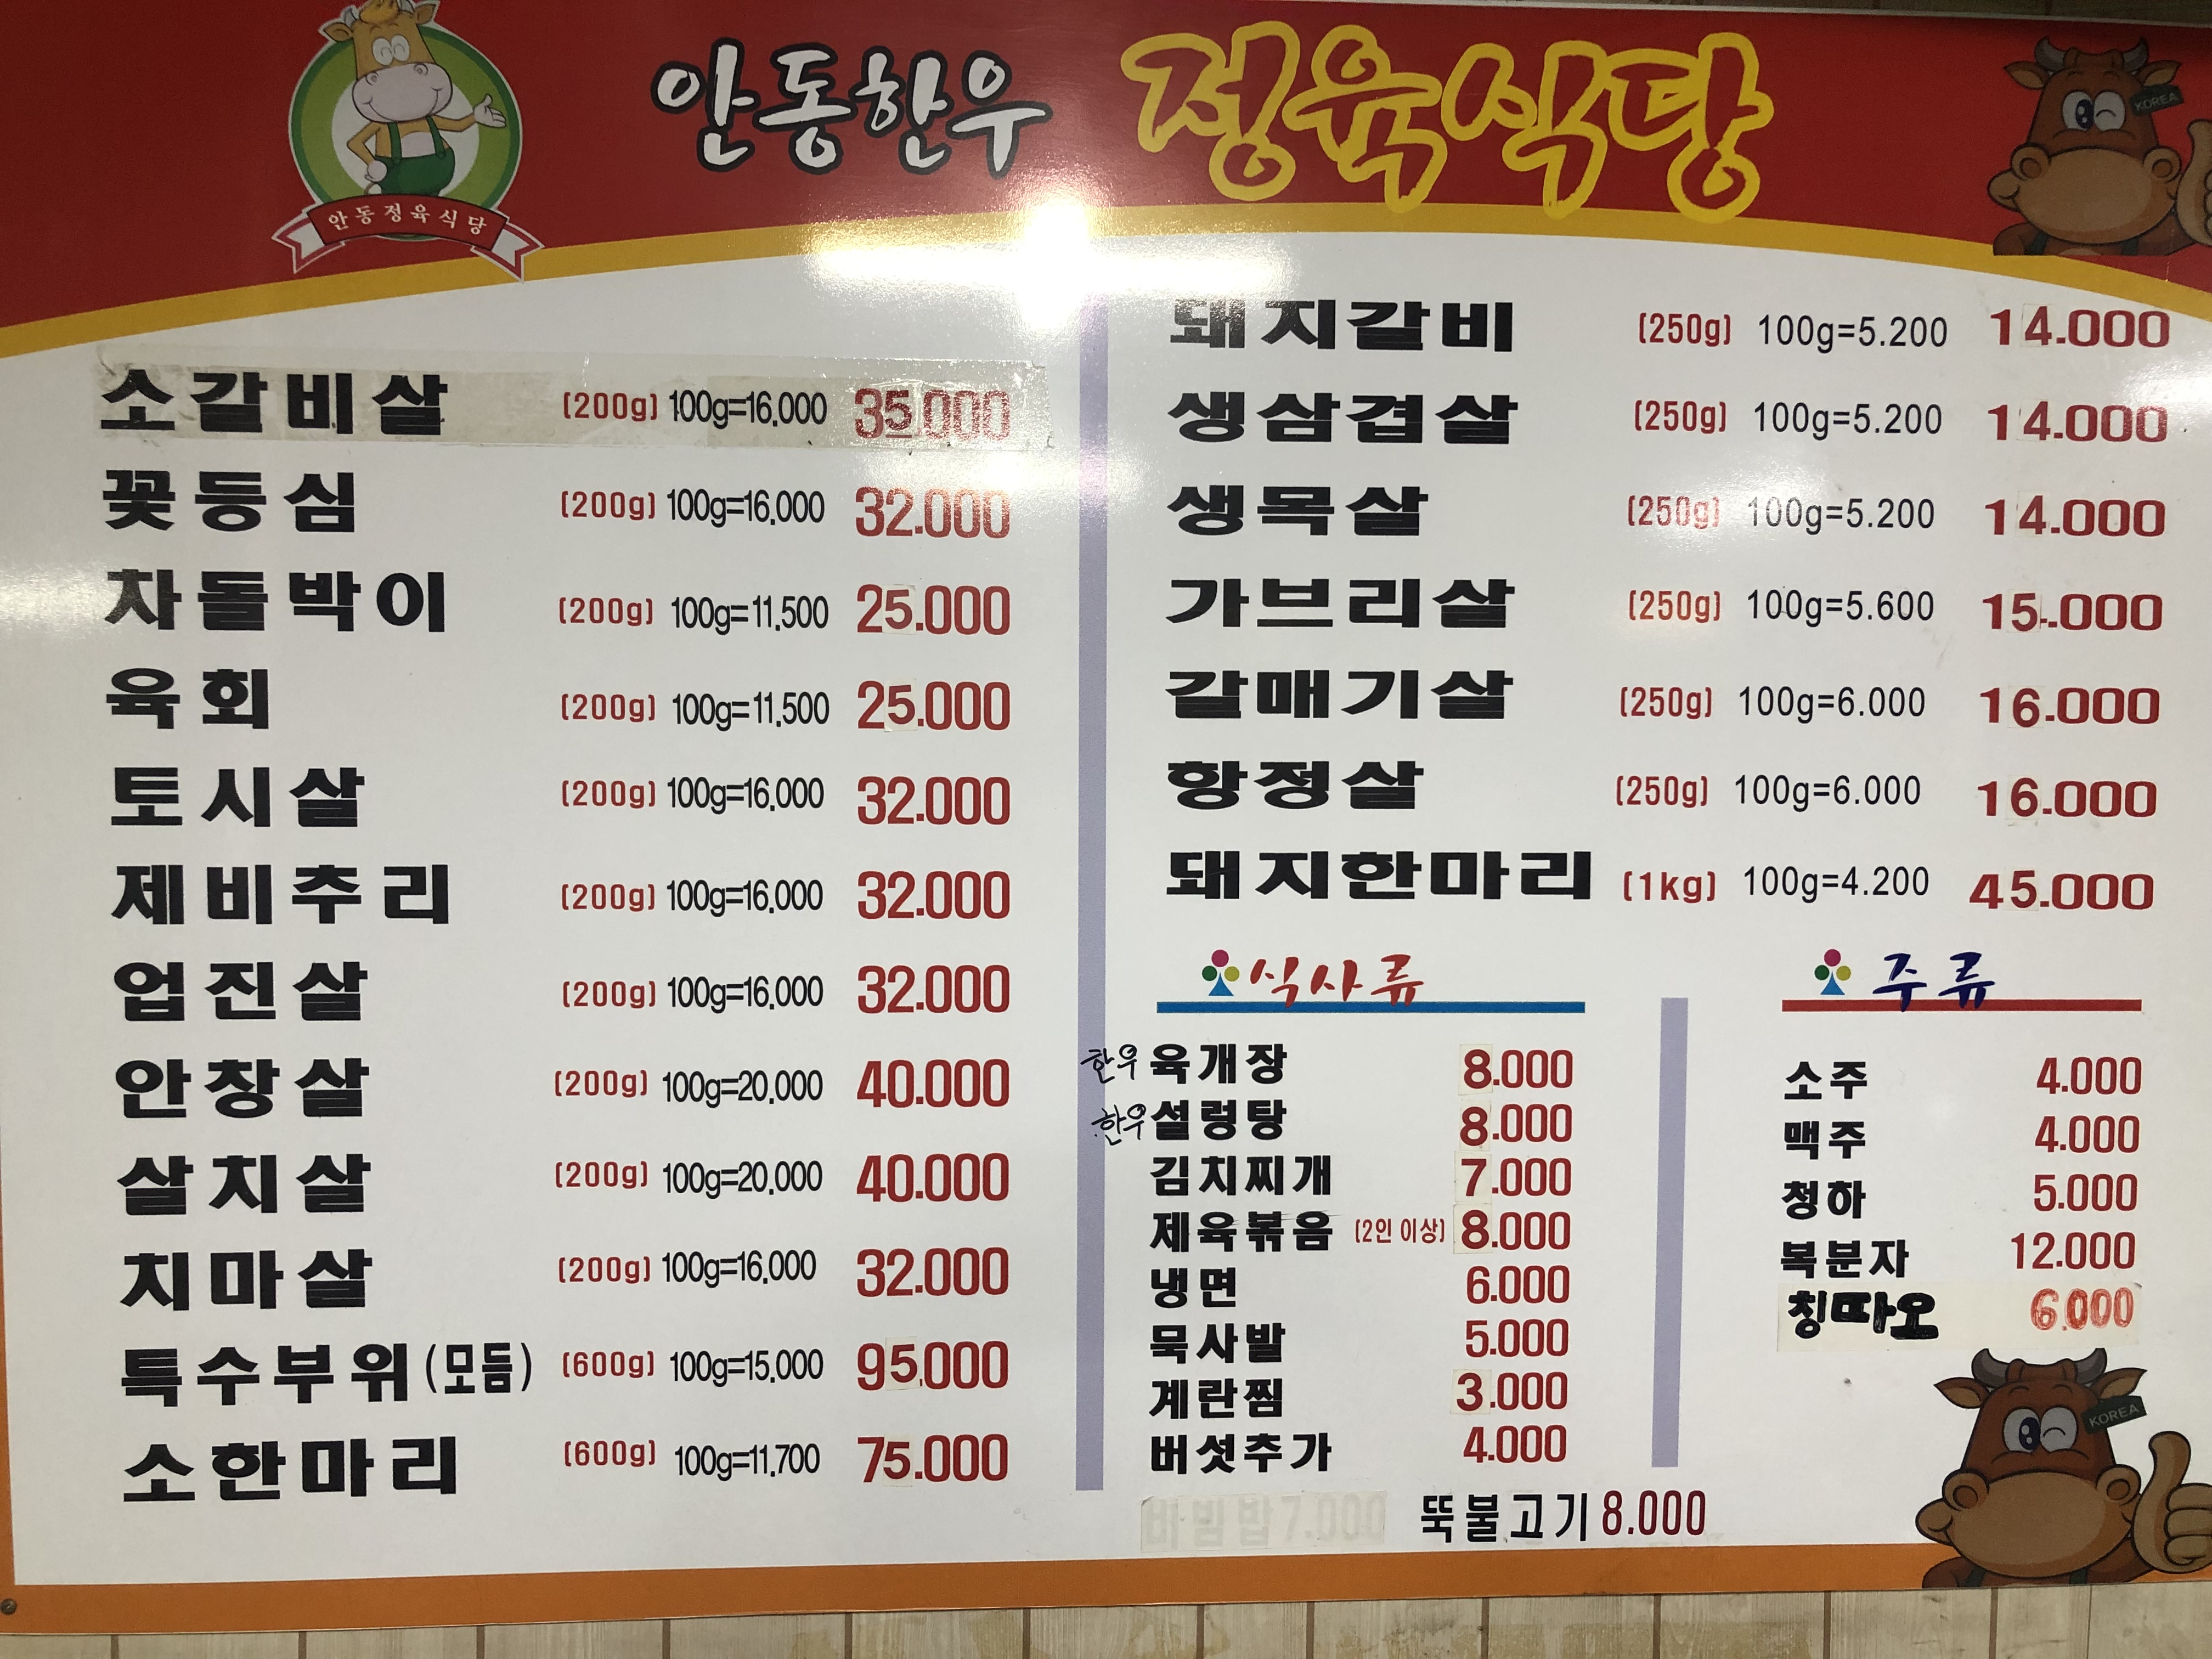 안동한우 정육식당
안동정육식당
KOREA
소갈비살 (200g) 100g=16.000 35.000
꽃등심 (200g) 100g=16.000 32.000
차돌박이 (200g) 100g=11.500 25.000
육회 (200g) 100g=11.500 25.000
토시살 (200g) 100g=16.000 32.000
제비추리 (200g) 100g=16.000 32.000
업진살 (200g) 100g=16.000 32.000
안창살 (200g) 100g=20.000 40.000
살치살 (200g) 100g=20.000 40.000
치마살 (200g) 100g=16.000 32.000
특수부위(모듬) (600g) 100g=15.000 95.000
소한마리 (600g) 100g=11.700 75.000
돼지갈비 (250g) 100g=5.200 14.000
생삼겹살 (250g) 100g=5.200 14.000
생목살 (250g) 100g=5.200 14.000
가브리살 (250g) 100g=5.600 15.000
갈매기살 (250g) 100g=6.000 16.000
항정살 (250g) 100g=6.000 16.000
돼지한마리 (1kg) 100g=4.200 45.000
식사류
한우 육개장 8.000
한우 설렁탕 8.000
김치찌개 7.000
제육볶음 (2인 이상) 8.000
냉면 6.000
묵사발 5.000
계란찜 3.000
버섯추가 4.000
비빔밥 7.000 뚝불고기 8.000
주류
소주 4.000
맥주 4.000
청하 5.000
복분자 12.000
칭따오 6.000
KOREA